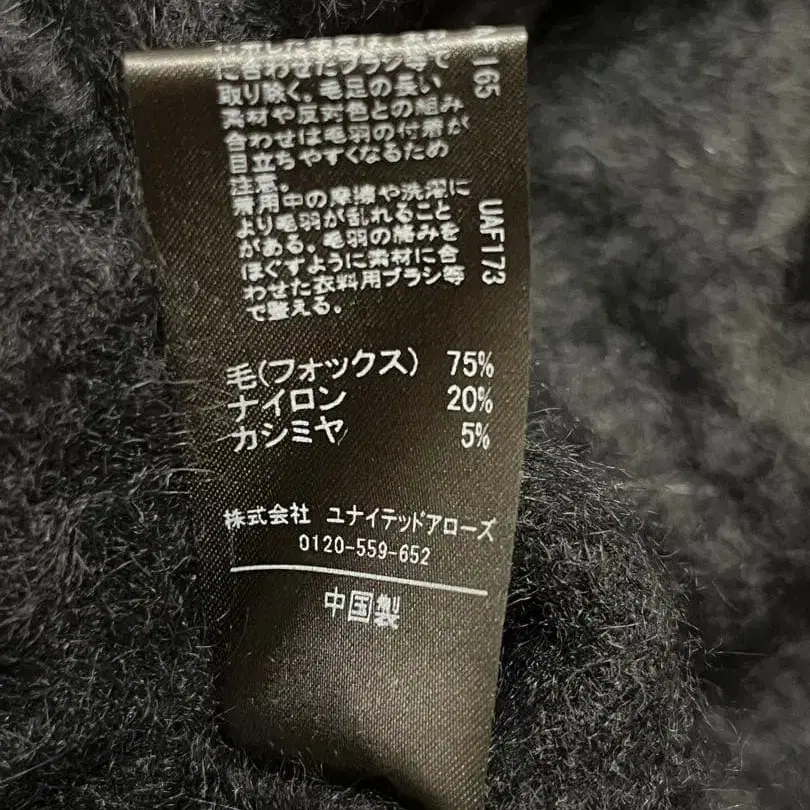 に合わせたブラシ等で
取り除く。毛足の長い
素材や反対色との組み
合わせは毛羽の付着が
目立ちやすくなるため
注意。
着用中の摩擦や洗濯に
より毛羽が乱れること
がある。毛羽の絡みを
ほぐすように素材に合
わせた衣料用ブラシ等
で整える。
UAF173
毛(フォックス) 75%
ナイロン 20%
カシミヤ 5%
株式会社 ユナイテッドアローズ
0120-559-652
中国製